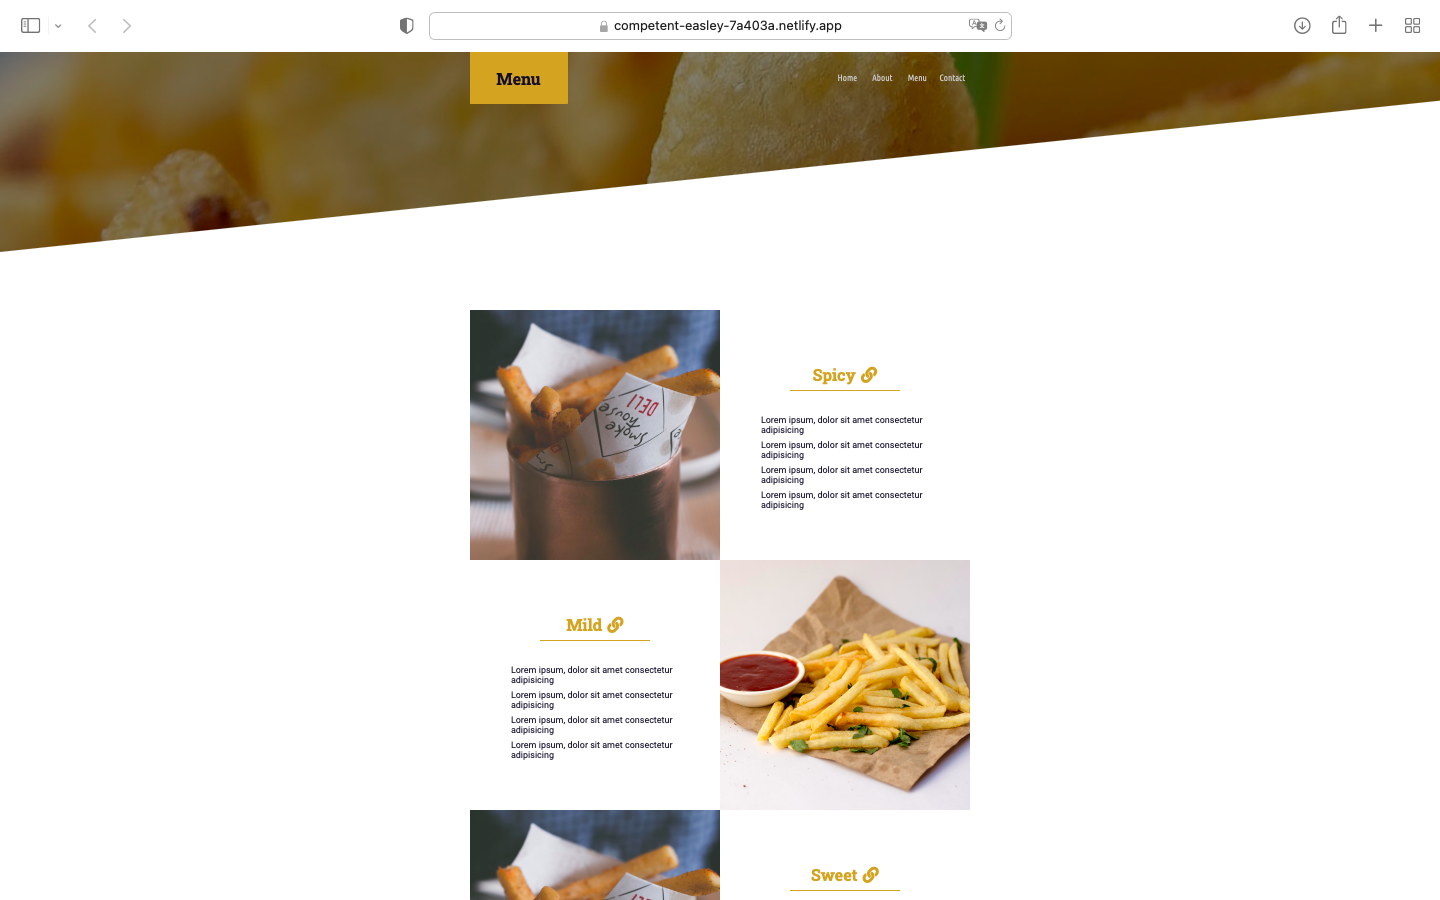 competent-easley-7a403a.netlify.app
Menu
Home About Menu Contact
DELI
smoke
house
Spicy
Lorem ipsum, dolor sit amet consectetur
adipisicing
Lorem ipsum, dolor sit amet consectetur
adipisicing
Lorem ipsum, dolor sit amet consectetur
adipisicing
Lorem ipsum, dolor sit amet consectetur
adipisicing
Mild
Lorem ipsum, dolor sit amet consectetur
adipisicing
Lorem ipsum, dolor sit amet consectetur
adipisicing
Lorem ipsum, dolor sit amet consectetur
adipisicing
Lorem ipsum, dolor sit amet consectetur
adipisicing
Sweet